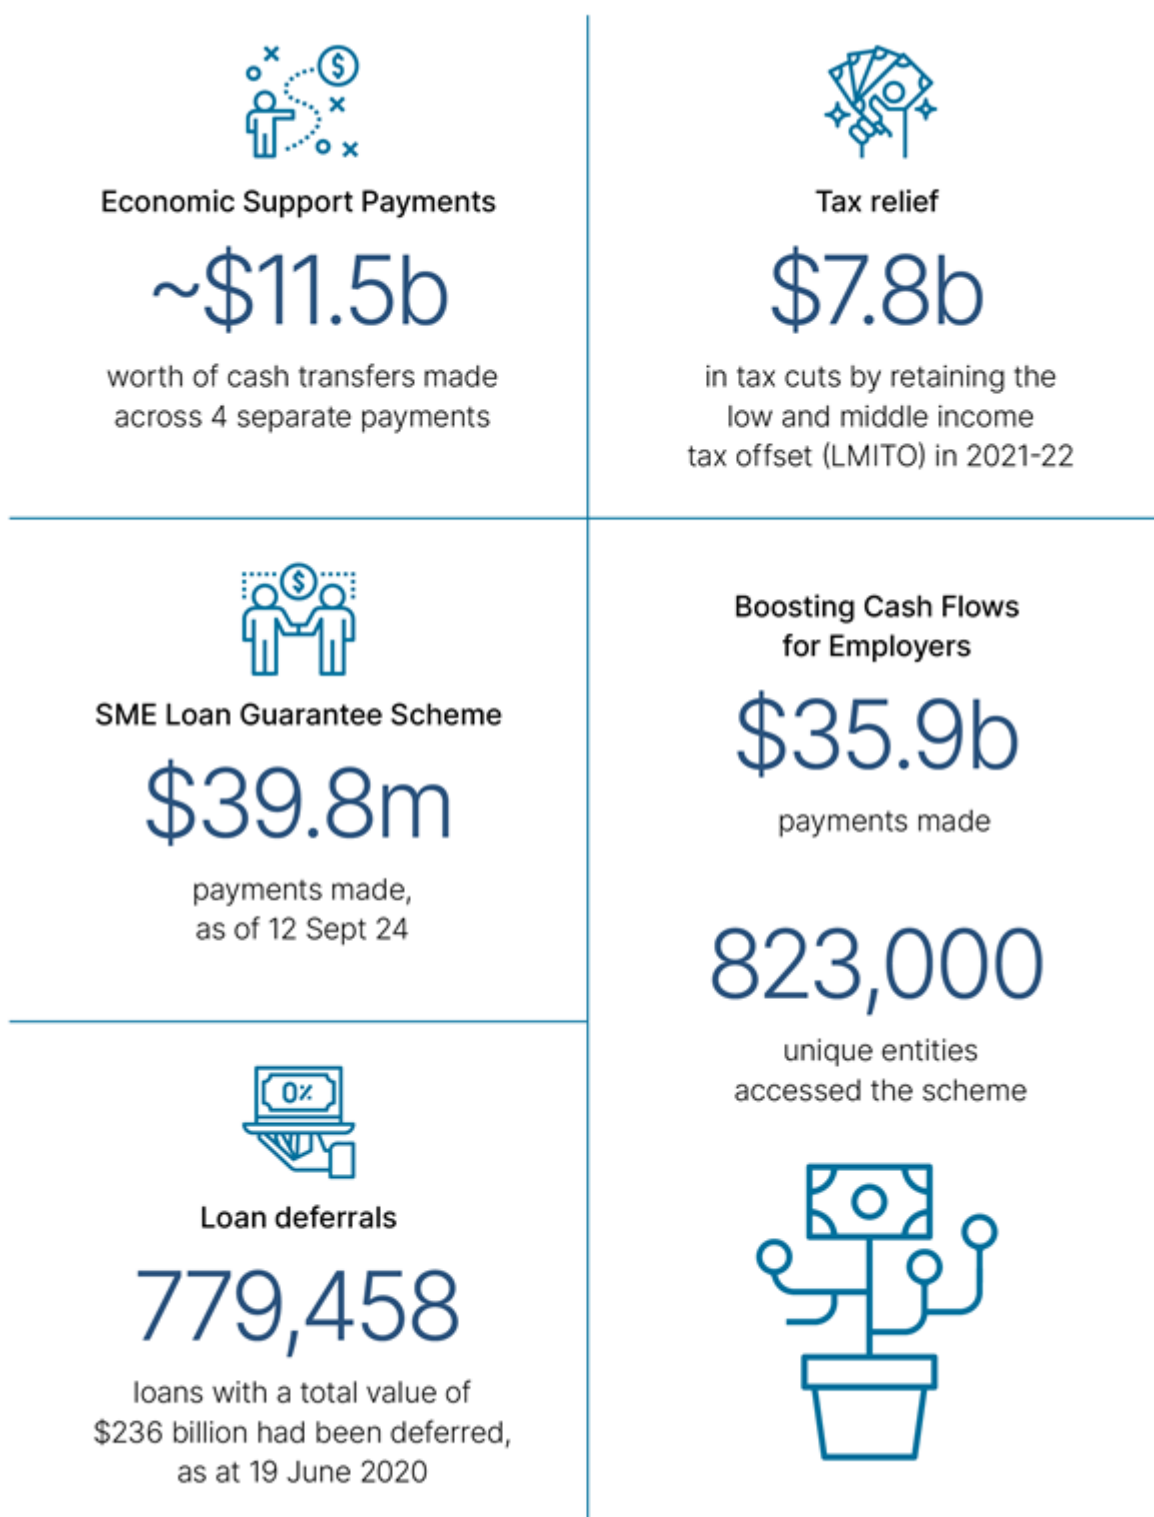 Economic Support Payments
~$11.5b
worth of cash transfers made
across 4 separate payments
Tax relief
$7.8b
in tax cuts by retaining the
low and middle income
tax offset (LMITO) in 2021-22
$
SME Loan Guarantee Scheme
$39.8m
payments made,
as of 12 Sept 24
Boosting Cash Flows
for Employers
$35.9b
payments made
823,000
unique entities
accessed the scheme
0%
Loan deferrals
779,458
loans with a total value of
$236 billion had been deferred,
as at 19 June 2020